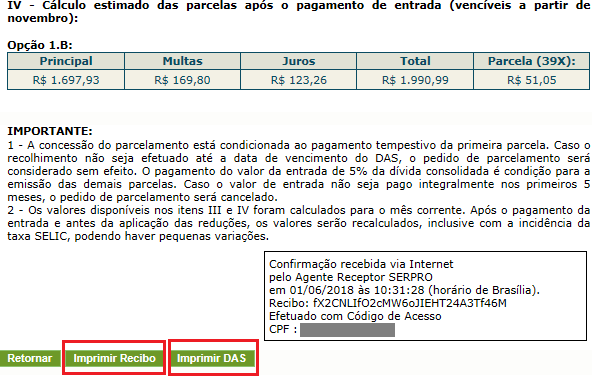 IV - Cálculo estimado das parcelas após o pagamento de entrada (vencíveis a partir de
novembro):
Opção 1.B:
Principal Multas Juros Total Parcela (39X):
R$ 1.697,93 R$ 169,80 R$ 123,26 R$ 1.990,99 R$ 51,05
IMPORTANTE:
1 - A concessão do parcelamento está condicionada ao pagamento tempestivo da primeira parcela. Caso o
recolhimento não seja efetuado até a data de vencimento do DAS, o pedido de parcelamento será
considerado sem efeito. O pagamento do valor da entrada de 5% da dívida consolidada é condição para a
emissão das demais parcelas. Caso o valor de entrada não seja pago integralmente nos primeiros 5
meses, o pedido de parcelamento será cancelado.
2 - Os valores disponíveis nos itens III e IV foram calculados para o mês corrente. Após o pagamento da
entrada e antes da aplicação das reduções, os valores serão recalculados, inclusive com a incidência da
taxa SELIC, podendo haver pequenas variações.
Confirmação recebida via Internet
pelo Agente Receptor SERPRO
em 01/06/2018 às 10:31:28 (horário de Brasília).
Recibo: fX2CNLIfO2cMW6oJIEHT24A3Tf46M
Efetuado com Código de Acesso
CPF :
Retornar Imprimir Recibo Imprimir DAS